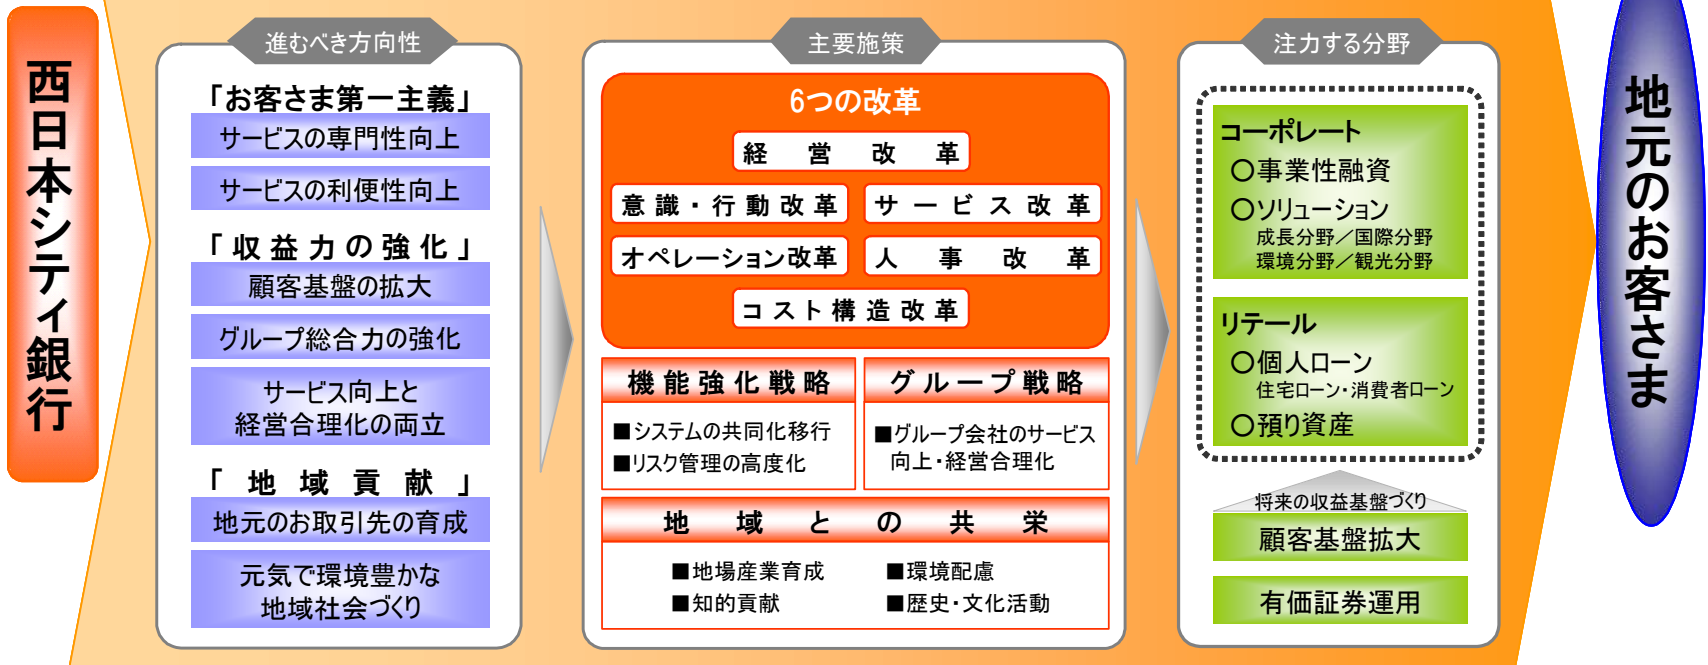 西日本シティ銀行
進むべき方向性
「お客さま第一主義」
サービスの専門性向上
サービスの利便性向上
「収益力の強化」
顧客基盤の拡大
グループ総合力の強化
サービス向上と
経営合理化の両立
「地域貢献」
地元のお取引先の育成
元気で環境豊かな
地域社会づくり
主要施策
6つの改革
経営改革
意識・行動改革
サービス改革
オペレーション改革
人事改革
コスト構造改革
機能強化戦略
■システムの共同化移行
■リスク管理の高度化
グループ戦略
■グループ会社のサービス
向上・経営合理化
地域との共栄
■地場産業育成
■環境配慮
■知的貢献
■歴史・文化活動
注力する分野
コーポレート
○事業性融資
○ソリューション
成長分野／国際分野
環境分野／観光分野
リテール
○個人ローン
住宅ローン・消費者ローン
○預り資産
将来の収益基盤づくり
顧客基盤拡大
有価証券運用
地元のお客さま